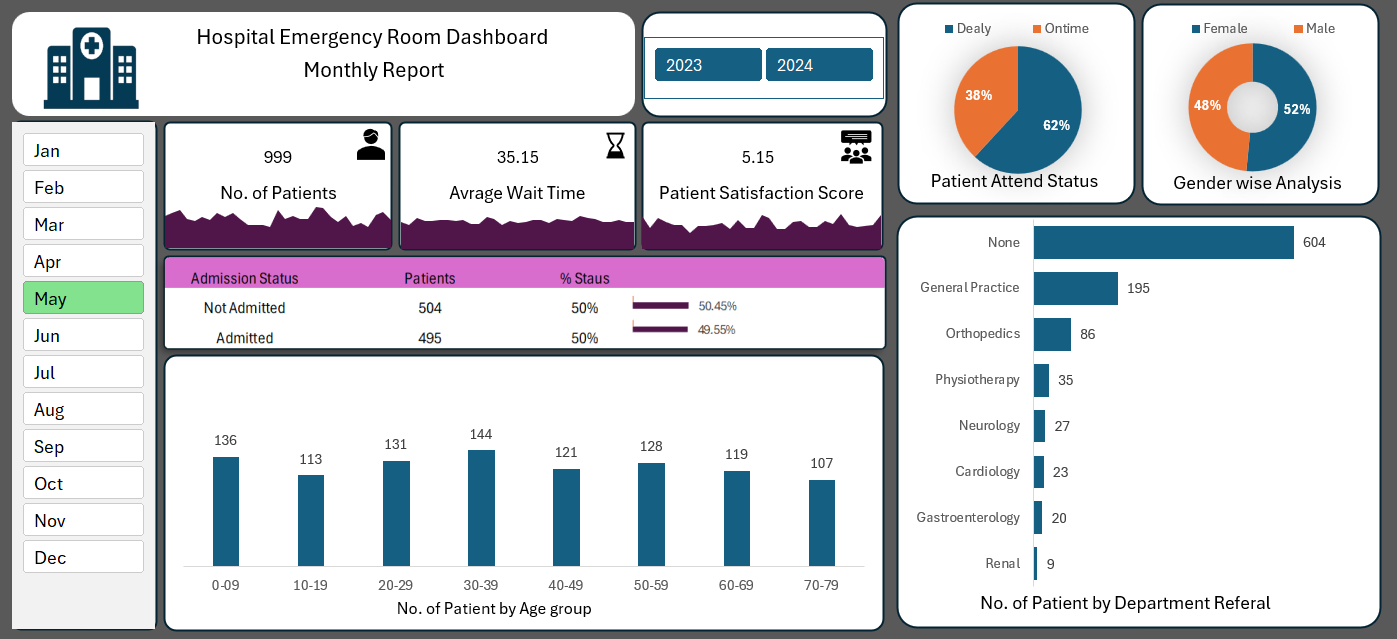 Hospital Emergency Room Dashboard
Monthly Report
2023
2024
Jan
Feb
Mar
Apr
May
Jun
Jul
Aug
Sep
Oct
Nov
Dec
999
No. of Patients
35.15
Avrage Wait Time
5.15
Patient Satisfaction Score
Admission Status Patients % Staus
Not Admitted 504 50% 50.45%
Admitted 495 50% 49.55%
136
113
131
144
121
128
119
107
0-09 10-19 20-29 30-39 40-49 50-59 60-69 70-79
No. of Patient by Age group
Dealy Ontime
38%
62%
Patient Attend Status
Female Male
48%
52%
Gender wise Analysis
None 604
General Practice 195
Orthopedics 86
Physiotherapy 35
Neurology 27
Cardiology 23
Gastroenterology 20
Renal 9
No. of Patient by Department Referal